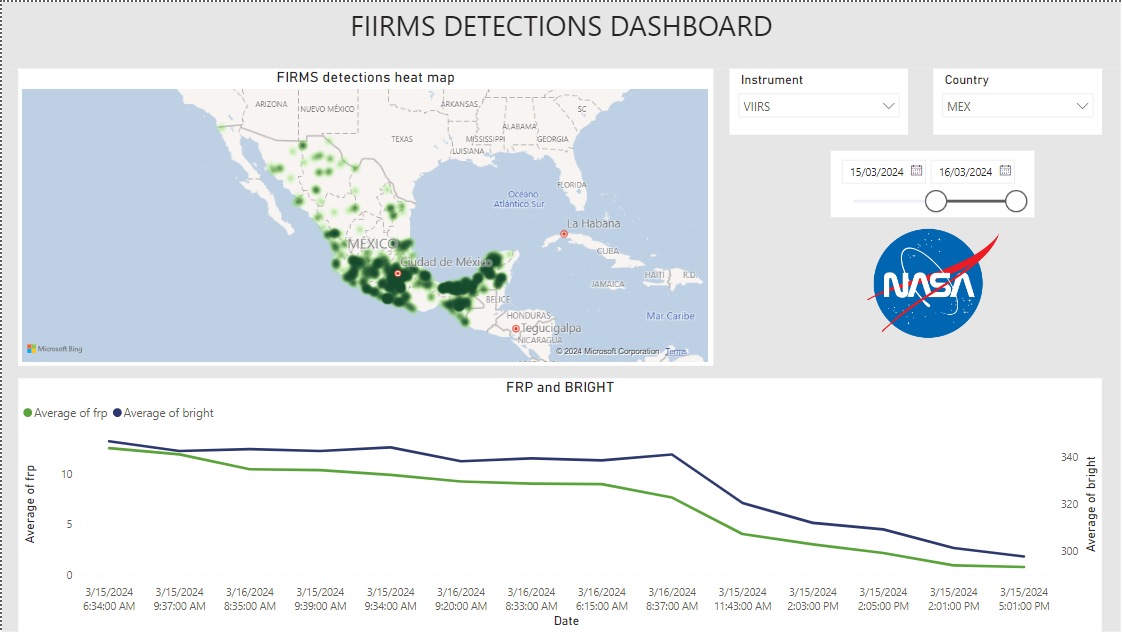 FIIRMS DETECTIONS DASHBOARD
FIRMS detections heat map
ARIZONA
NUEVO MÉXICO
ARKANSAS
SC
TEXAS
ALABAMA
MISSISSIPPI
GEORGIA
LUISIANA
FLORIDA
Océano
Atlántico Sur
La Habana
MÉXICO
Ciudad de México
CUBA
HAITÍ
R.D.
JAMAICA
BELICE
HONDURAS
Mar Caribe
Tegucigalpa
NICARAGUA
Microsoft Bing
© 2024 Microsoft Corporation Terms
Instrument
VIIRS
Country
MEX
15/03/2024
16/03/2024
NASA
FRP and BRIGHT
Average of frp
Average of bright
Average of frp
10
5
0
340
320
300
Average of bright
3/15/2024 6:34:00 AM
3/15/2024 9:37:00 AM
3/16/2024 8:35:00 AM
3/15/2024 9:39:00 AM
3/15/2024 9:34:00 AM
3/16/2024 9:20:00 AM
3/16/2024 8:33:00 AM
3/16/2024 6:15:00 AM
3/16/2024 8:37:00 AM
3/15/2024 11:43:00 AM
3/15/2024 2:03:00 PM
3/15/2024 2:05:00 PM
3/15/2024 2:01:00 PM
3/15/2024 5:01:00 PM
Date